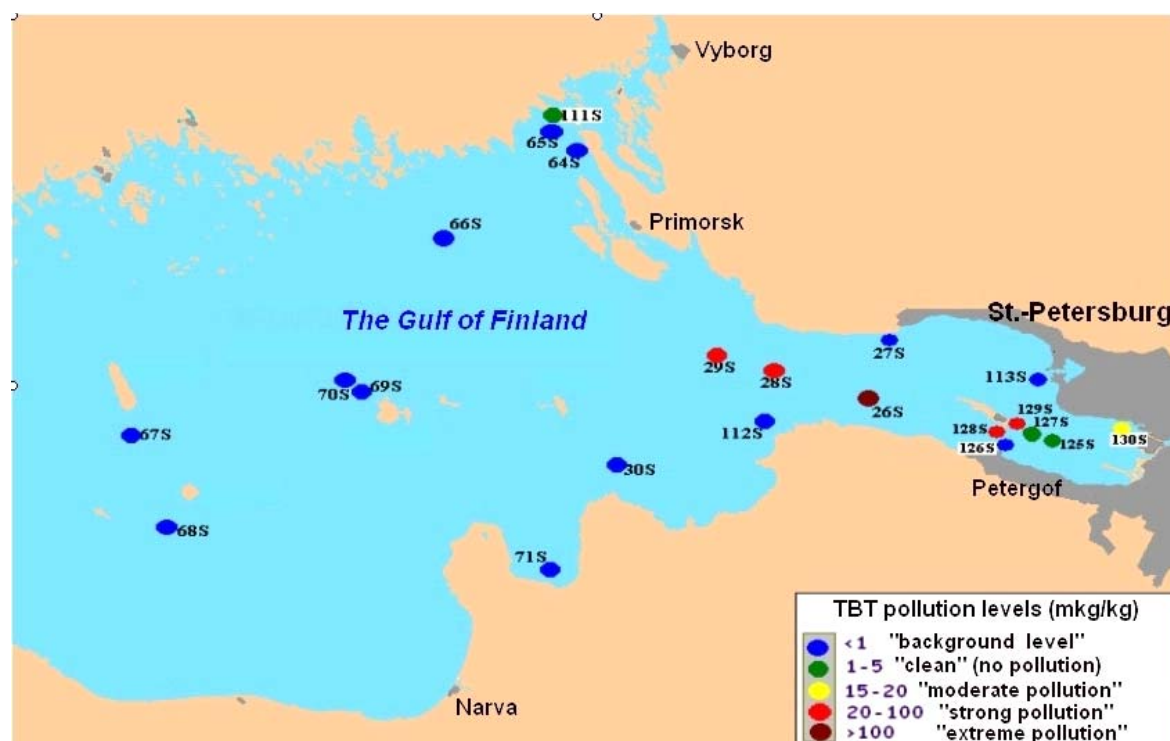 Vyborg
111S
65S
64S
Primorsk
66S
The Gulf of Finland
St.-Petersburg
27S
29S
28S
113S
70S
69S
26S
129S
128S
127S
130S
67S
112S
126S
125S
30S
Petergof
68S
71S
Narva
TBT pollution levels (mkg/kg)
<1 "background level"
1-5 "clean" (no pollution)
15-20 "moderate pollution"
20-100 "strong pollution"
>100 "extreme pollution"